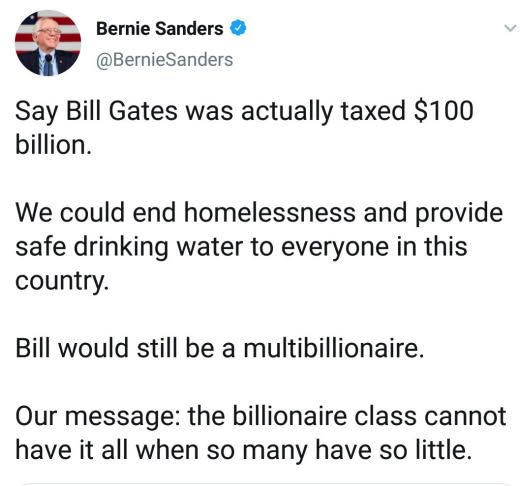 Bernie Sanders
@BernieSanders
Say Bill Gates was actually taxed $100
billion.
We could end homelessness and provide
safe drinking water to everyone in this
country.
Bill would still be a multibillionaire.
Our message: the billionaire class cannot
have it all when so many have so little.